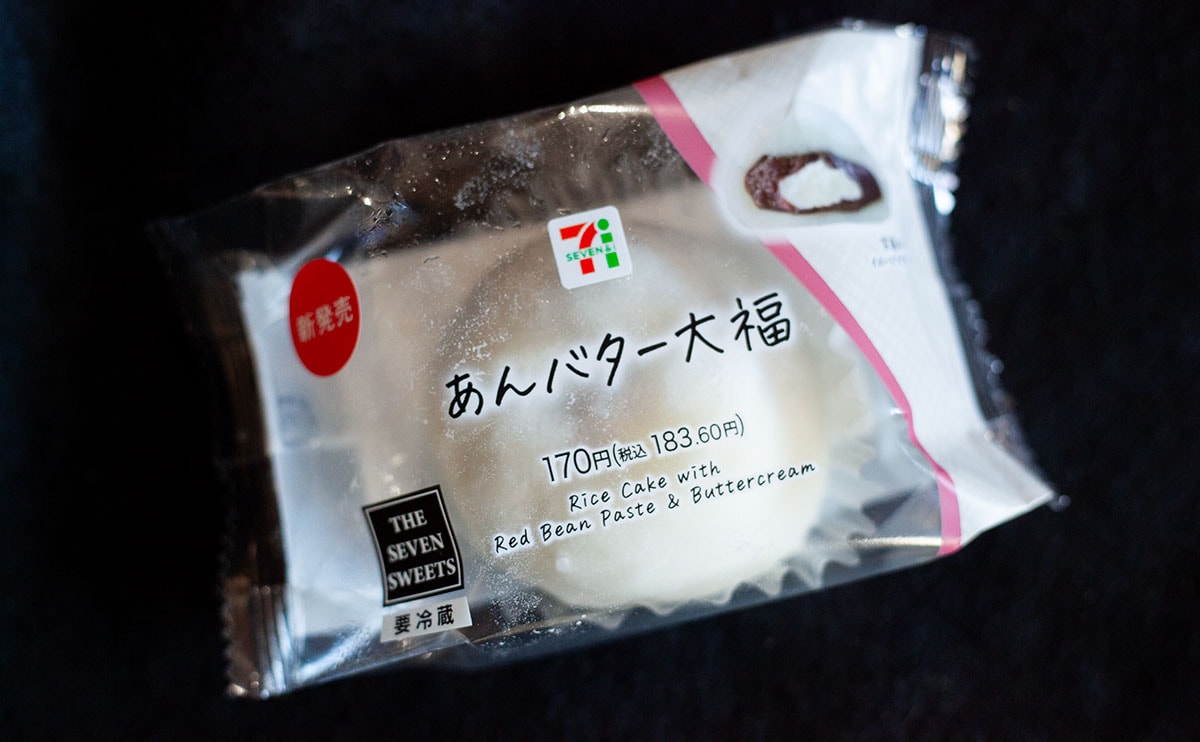 SEVEN & i
新発売
あんバター大福
170円(税込 183.60円)
Rice Cake with
Red Bean Paste & Buttercream
THE
SEVEN
SWEETS
要冷蔵